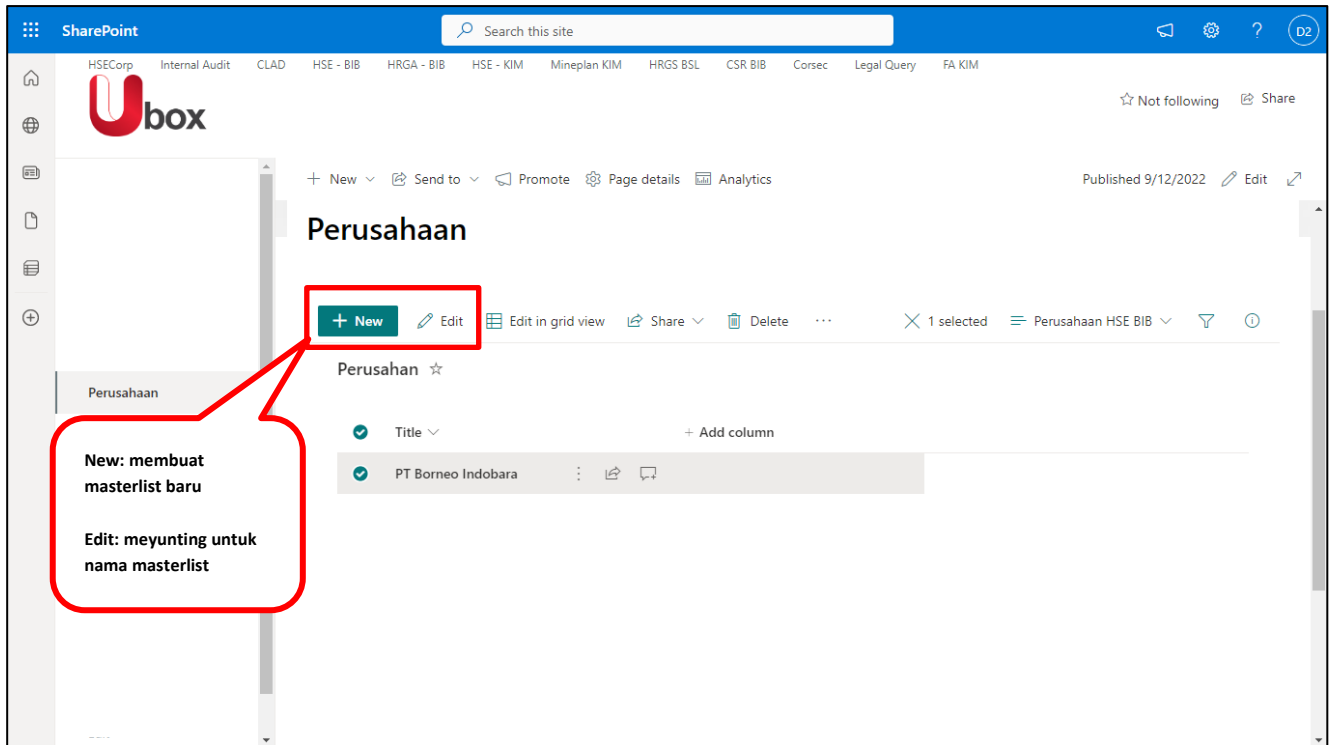 SharePoint
Search this site
?
D2
HSECorp Internal Audit CLAD HSE - BIB HRGA - BIB HSE - KIM Mineplan KIM HRGS BSL CSR BIB Corsec Legal Query FA KIM
Ubox
Not following Share
+ New Send to Promote Page details Analytics
Published 9/12/2022 Edit
Perusahaan
+ New Edit Edit in grid view Share Delete ... 1 selected Perusahaan HSE BIB
Perusahan
Perusahaan
Title + Add column
PT Borneo Indobara
New: membuat
masterlist baru
Edit: meyunting untuk
nama masterlist